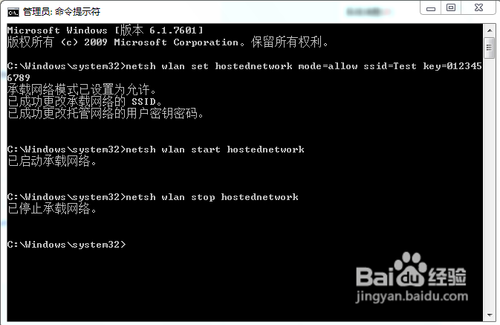 管理员: 命令提示符
Microsoft Windows [版本 6.1.7601]
版权所有 (c) 2009 Microsoft Corporation。保留所有权利。
C:\Windows\system32>netsh wlan set hostednetwork mode=allow ssid=Test key=012345
6789
承载网络模式已设置为允许。
已成功更改承载网络的 SSID。
已成功更改托管网络的用户密钥密码。
C:\Windows\system32>netsh wlan start hostednetwork
已启动承载网络。
C:\Windows\system32>netsh wlan stop hostednetwork
已停止承载网络。
C:\Windows\system32>
Baidu 经验
jingyan.baidu.com